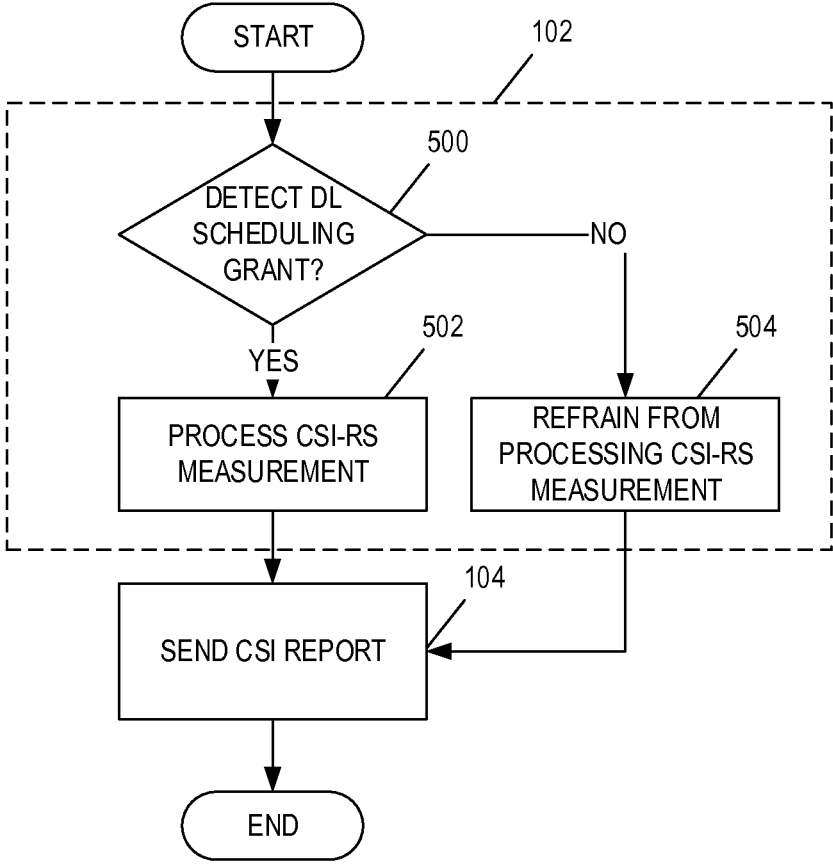 START
102
500
DETECT DL
SCHEDULING
GRANT?
NO
YES
502
504
PROCESS CSI-RS
MEASUREMENT
REFRAIN FROM
PROCESSING CSI-RS
MEASUREMENT
104
SEND CSI REPORT
END